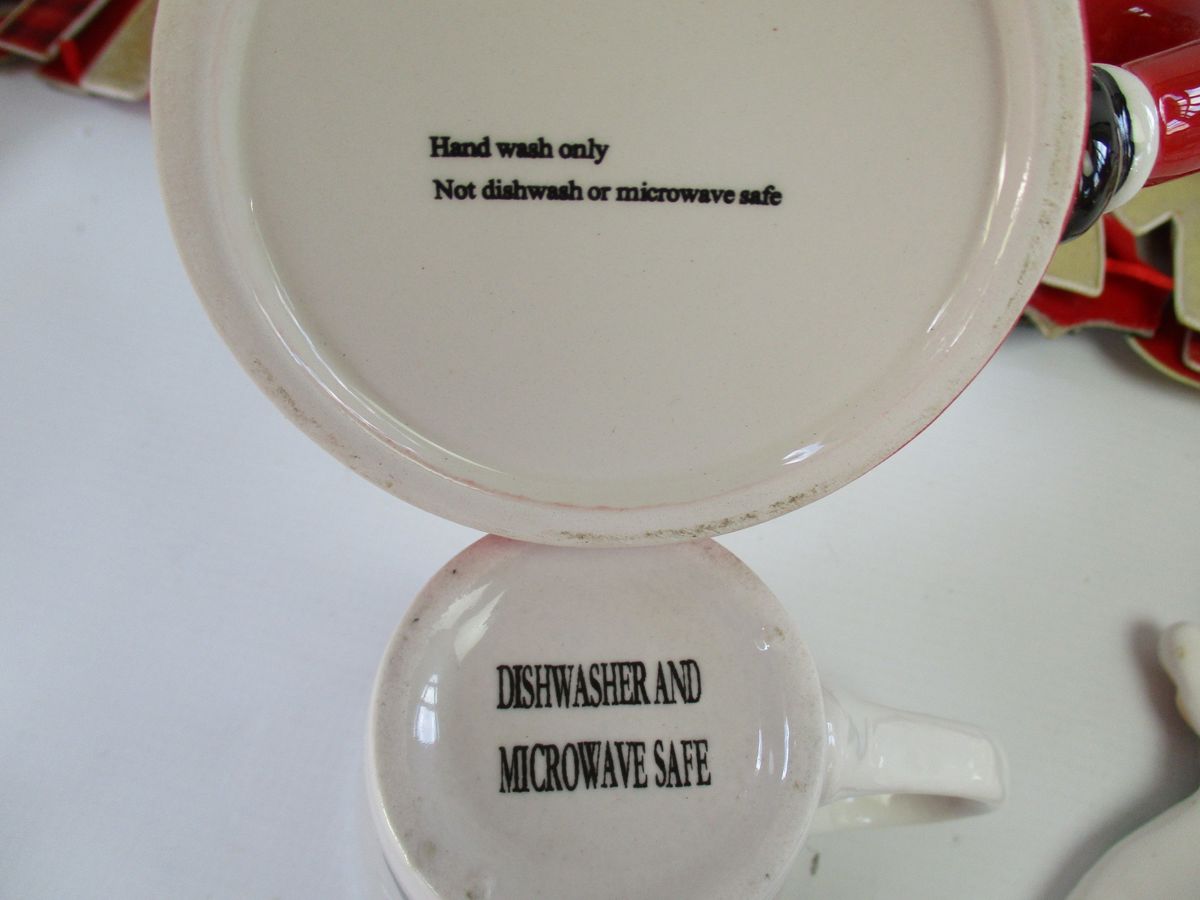 Hand wash only
Not dishwash or microwave safe
DISHWASHER AND
MICROWAVE SAFE